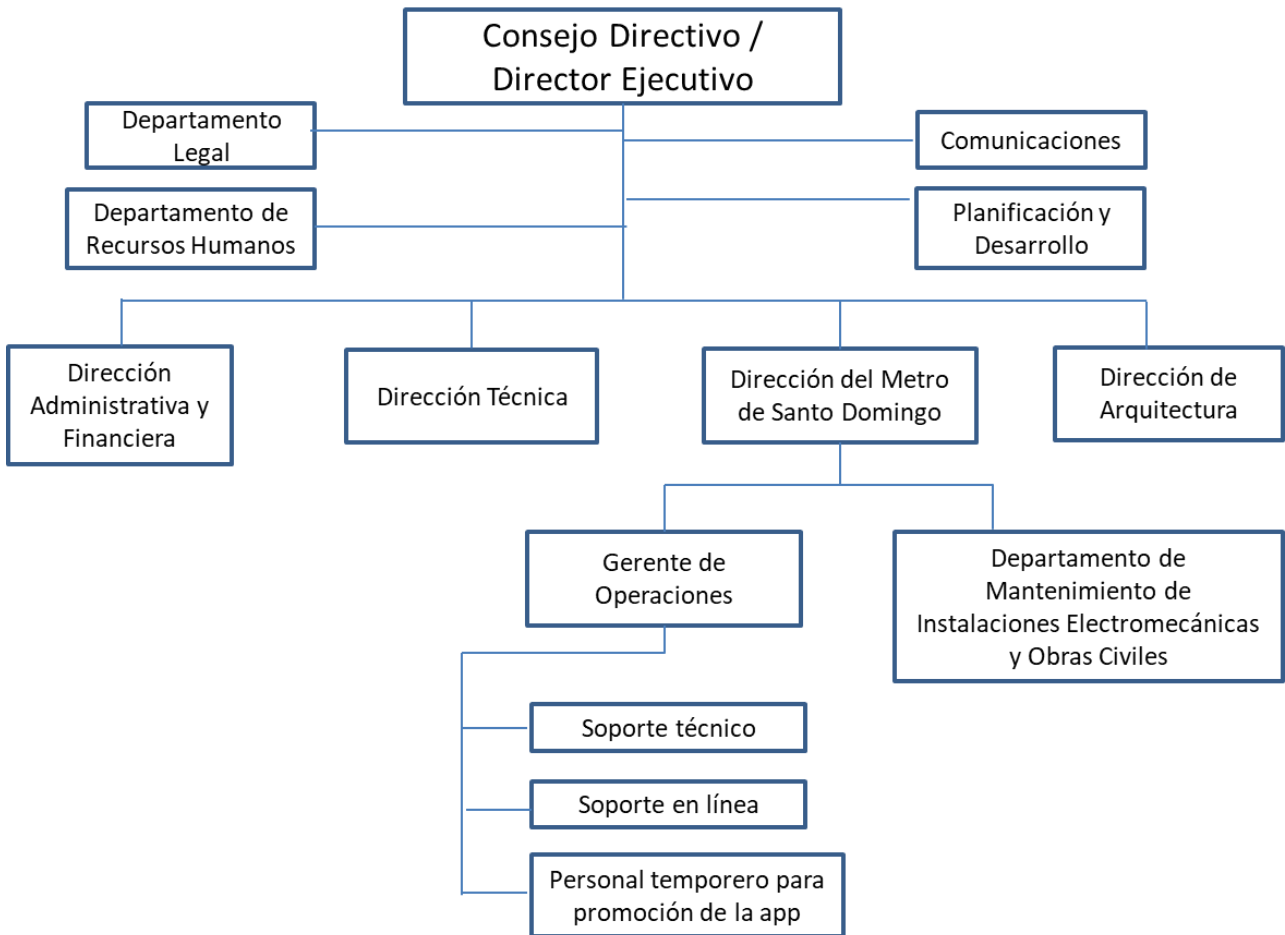 Consejo Directivo /
Director Ejecutivo
Departamento
Legal
Comunicaciones
Departamento de
Recursos Humanos
Planificación y
Desarrollo
Dirección
Administrativa y
Financiera
Dirección Técnica
Dirección del Metro
de Santo Domingo
Dirección de
Arquitectura
Gerente de
Operaciones
Departamento de
Mantenimiento de
Instalaciones Electromecánicas
y Obras Civiles
Soporte técnico
Soporte en línea
Personal temporero para
promoción de la app